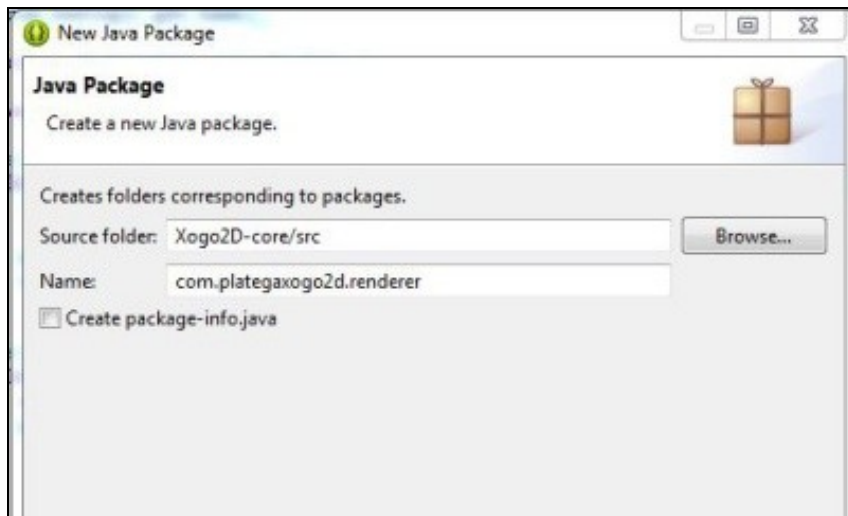 New Java Package
Java Package
Create a new Java package.
Creates folders corresponding to packages.
Source folder: Xogo2D-core/src Browse...
Name: com.plategaxogo2d.renderer
Create package-info.java